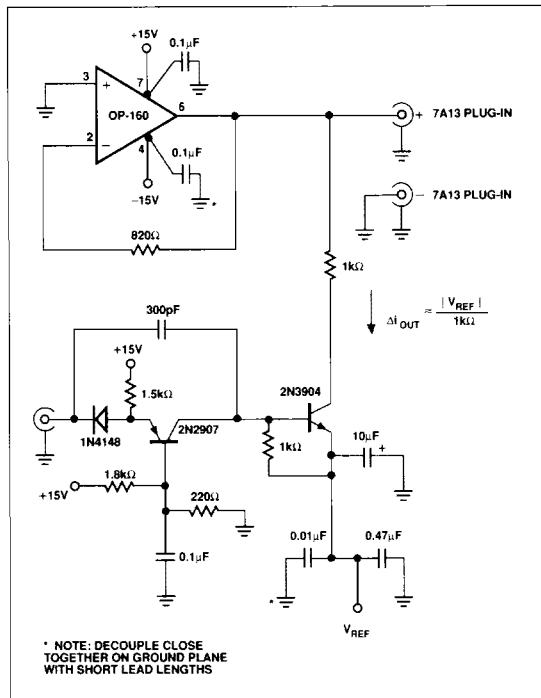 +15V
0.1µF
3
+
7
OP-160
6
2
−
4
0.1µF
−15V
*
820Ω
+ 7A13 PLUG-IN
− 7A13 PLUG-IN
1kΩ
ΔiOUT ≈ |VREF| / 1kΩ
300pF
+15V
1.5kΩ
1N4148
2N2907
2N3904
1kΩ
10µF
+
+15V
1.8kΩ
220Ω
0.1µF
0.01µF
0.47µF
*
VREF
* NOTE: DECOUPLE CLOSE
TOGETHER ON GROUND PLANE
WITH SHORT LEAD LENGTHS